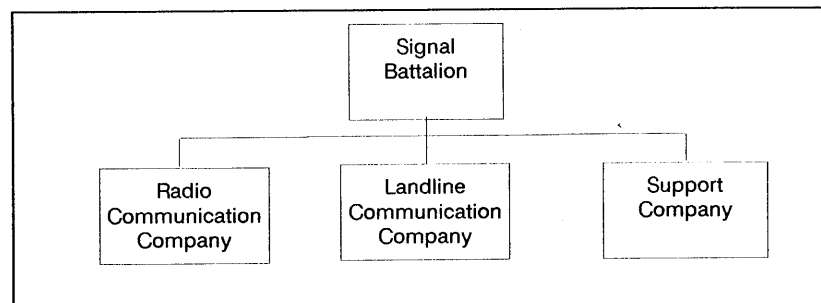 Signal
Battalion
Radio
Communication
Company
Landline
Communication
Company
Support
Company